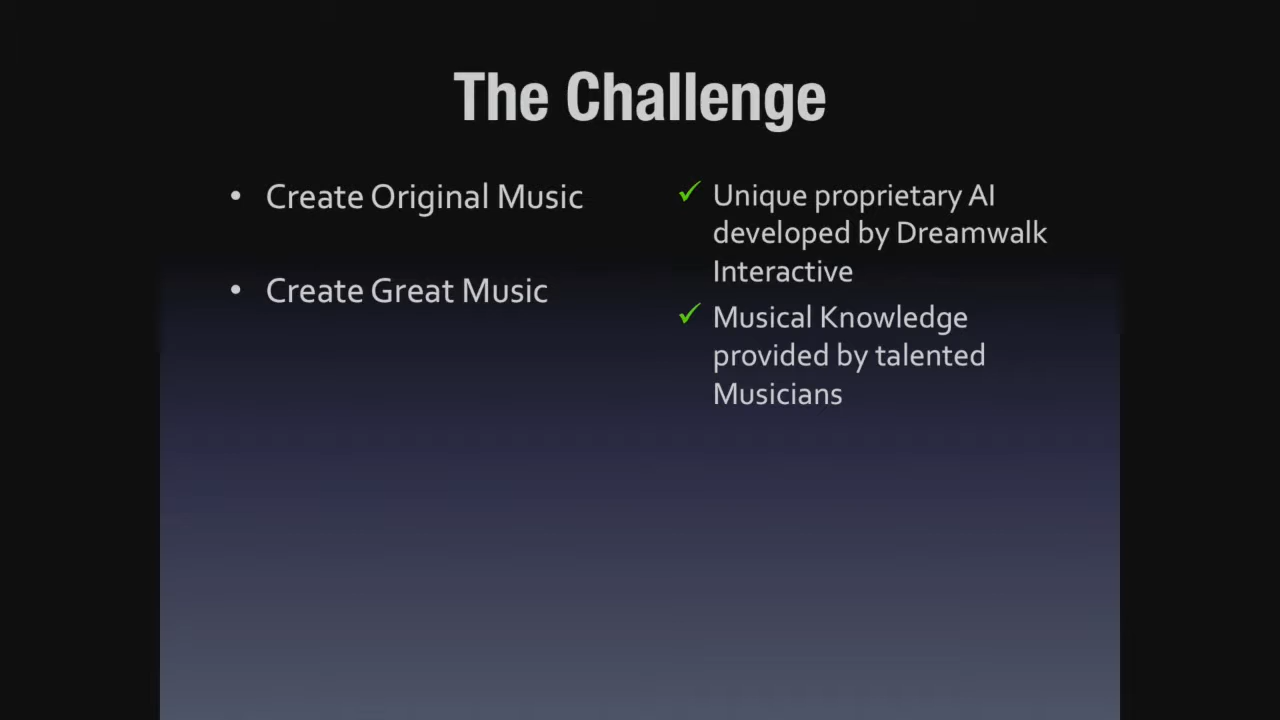 The Challenge
• Create Original Music
• Create Great Music
✓ Unique proprietary AI
developed by Dreamwalk
Interactive
✓ Musical Knowledge
provided by talented
Musicians